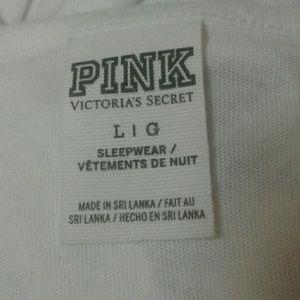 PINK
VICTORIA'S SECRET
L | G
SLEEPWEAR /
VÊTEMENTS DE NUIT
MADE IN SRI LANKA / FAIT AU
SRI LANKA / HECHO EN SRI LANKA